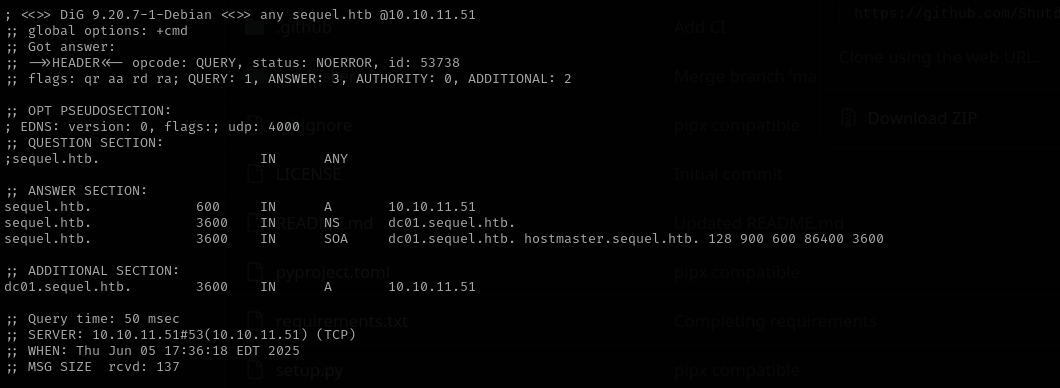 ; <<>> DiG 9.20.7-1-Debian <<>> any sequel.htb @10.10.11.51
;; global options: +cmd
;; Got answer:
;; ->>HEADER<<- opcode: QUERY, status: NOERROR, id: 53738
;; flags: qr aa rd ra; QUERY: 1, ANSWER: 3, AUTHORITY: 0, ADDITIONAL: 2

;; OPT PSEUDOSECTION:
; EDNS: version: 0, flags:; udp: 4000
;; QUESTION SECTION:
;sequel.htb. IN ANY

;; ANSWER SECTION:
sequel.htb. 600 IN A 10.10.11.51
sequel.htb. 3600 IN NS dc01.sequel.htb.
sequel.htb. 3600 IN SOA dc01.sequel.htb. hostmaster.sequel.htb. 128 900 600 86400 3600

;; ADDITIONAL SECTION:
dc01.sequel.htb. 3600 IN A 10.10.11.51

;; Query time: 50 msec
;; SERVER: 10.10.11.51#53(10.10.11.51) (TCP)
;; WHEN: Thu Jun 05 17:36:18 EDT 2025
;; MSG SIZE rcvd: 137
.github Add CI
Merge branch 'ma
pipx compatible
LICENSE Initial commit
README.md Updated README.md
pyproject.toml pipx compatible
requirements.txt Completing requirements
setup.py pipx compatible
Clone using the web URL.
Download ZIP